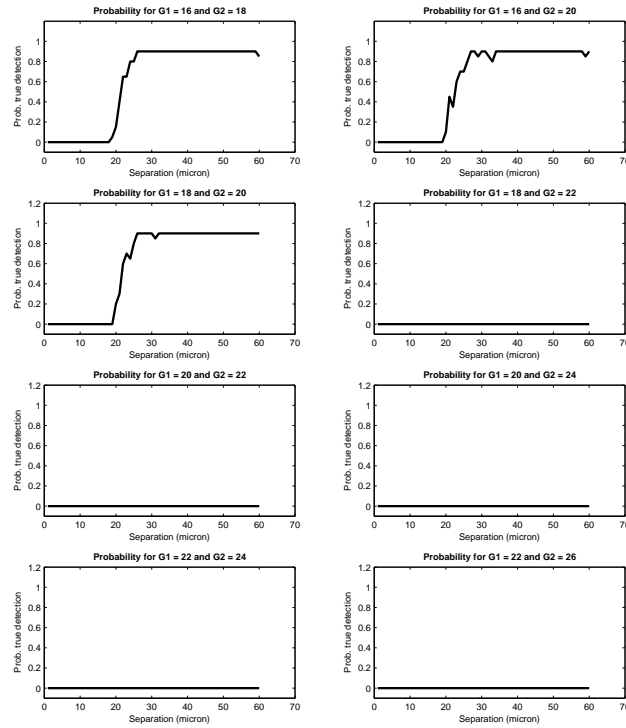 Probability for G1 = 16 and G2 = 18
1
0.8
0.6
0.4
0.2
0
Prob. true detection
0 10 20 30 40 50 60 70
Separation (micron)
Probability for G1 = 16 and G2 = 20
1
0.8
0.6
0.4
0.2
0
Prob. true detection
0 10 20 30 40 50 60 70
Separation (micron)
Probability for G1 = 18 and G2 = 20
1.2
1
0.8
0.6
0.4
0.2
0
Prob. true detection
0 10 20 30 40 50 60 70
Separation (micron)
Probability for G1 = 18 and G2 = 22
1.2
1
0.8
0.6
0.4
0.2
0
Prob. true detection
0 10 20 30 40 50 60 70
Separation (micron)
Probability for G1 = 20 and G2 = 22
1.2
1
0.8
0.6
0.4
0.2
0
Prob. true detection
0 10 20 30 40 50 60 70
Separation (micron)
Probability for G1 = 20 and G2 = 24
1.2
1
0.8
0.6
0.4
0.2
0
Prob. true detection
0 10 20 30 40 50 60 70
Separation (micron)
Probability for G1 = 22 and G2 = 24
1.2
1
0.8
0.6
0.4
0.2
0
Prob. true detection
0 10 20 30 40 50 60 70
Separation (micron)
Probability for G1 = 22 and G2 = 26
1.2
1
0.8
0.6
0.4
0.2
0
Prob. true detection
0 10 20 30 40 50 60 70
Separation (micron)